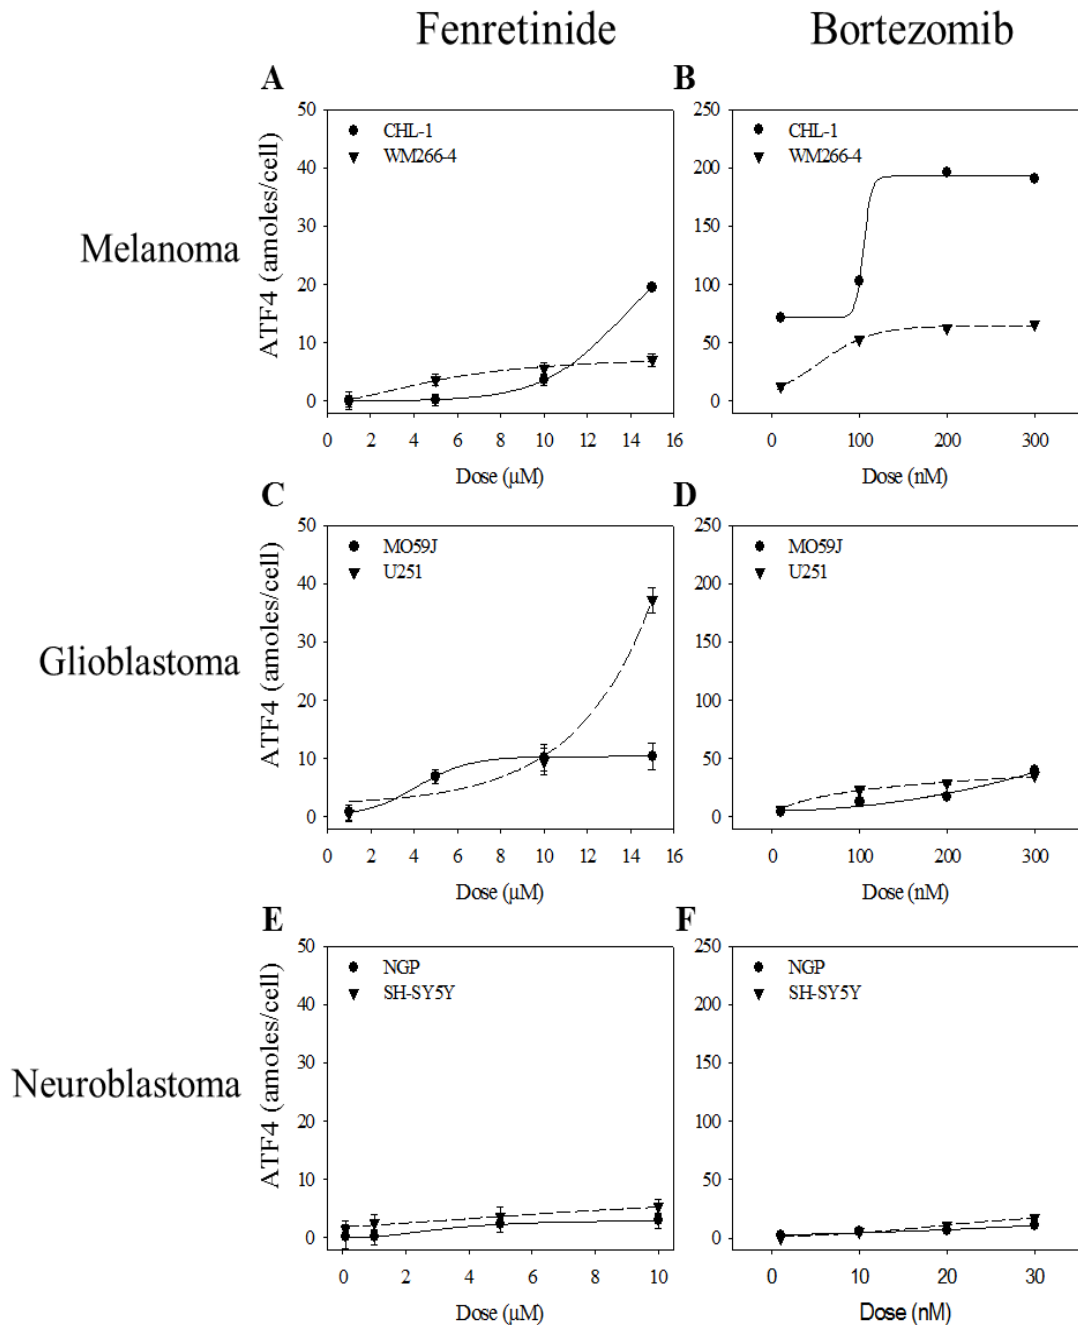 Fenretinide Bortezomib
A B
Melanoma
ATF4 (amoles/cell)
50
40
30
20
10
0
CHL-1
WM266-4
0 2 4 6 8 10 12 14 16
Dose (µM)
250
200
150
100
50
0
CHL-1
WM266-4
0 100 200 300
Dose (nM)
C D
Glioblastoma
ATF4 (amoles/cell)
50
40
30
20
10
0
MO59J
U251
0 2 4 6 8 10 12 14 16
Dose (µM)
250
200
150
100
50
0
MO59J
U251
0 100 200 300
Dose (nM)
E F
Neuroblastoma
ATF4 (amoles/cell)
50
40
30
20
10
0
NGP
SH-SY5Y
0 2 4 6 8 10
Dose (µM)
250
200
150
100
50
0
NGP
SH-SY5Y
0 10 20 30
Dose (nM)